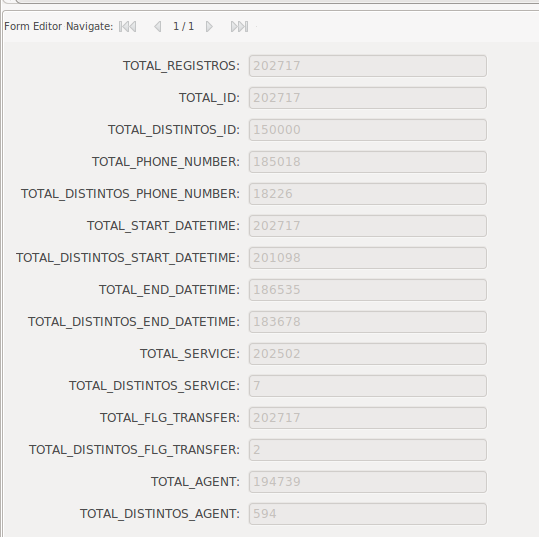 Form Editor Navigate: 1 / 1
TOTAL_REGISTROS: 202717
TOTAL_ID: 202717
TOTAL_DISTINTOS_ID: 150000
TOTAL_PHONE_NUMBER: 185018
TOTAL_DISTINTOS_PHONE_NUMBER: 18226
TOTAL_START_DATETIME: 202717
TOTAL_DISTINTOS_START_DATETIME: 201098
TOTAL_END_DATETIME: 186535
TOTAL_DISTINTOS_END_DATETIME: 183678
TOTAL_SERVICE: 202502
TOTAL_DISTINTOS_SERVICE: 7
TOTAL_FLG_TRANSFER: 202717
TOTAL_DISTINTOS_FLG_TRANSFER: 2
TOTAL_AGENT: 194739
TOTAL_DISTINTOS_AGENT: 594